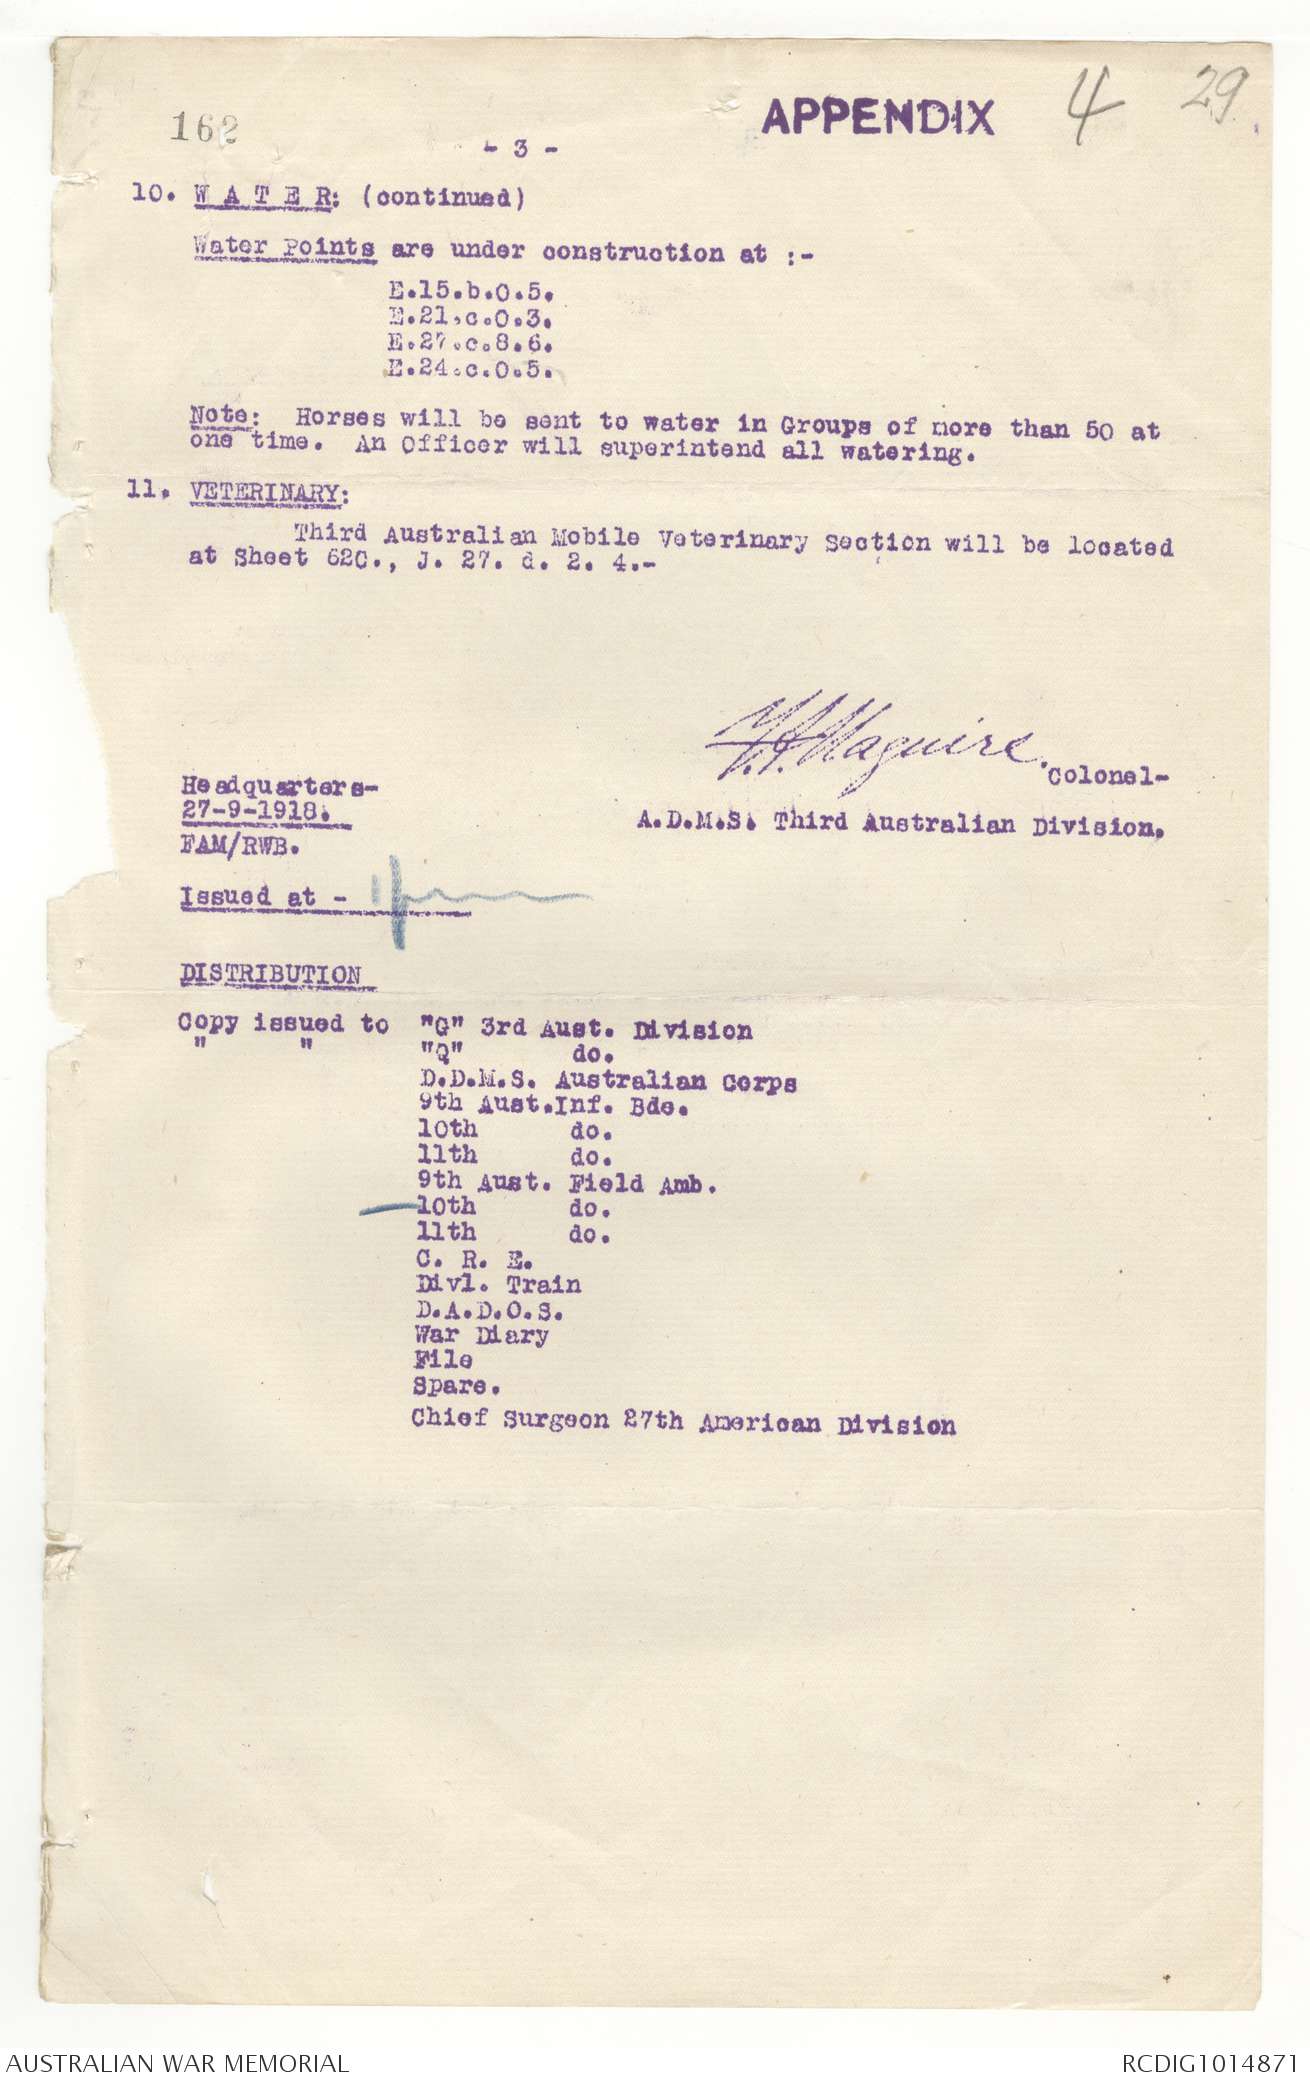 162
APPENDIX 4 29
- 3 -
10. W A T E R: (continued)
Water Points are under construction at :-
E.15.b.0.5.
E.21.c.0.3.
E.27.c.8.6.
E.24.c.0.5.
Note: Horses will be sent to water in Groups of more than 50 at
one time. An Officer will superintend all watering.
11. VETERINARY:
Third Australian Mobile Veterinary Section will be located
at Sheet 62C., J. 27. d. 2. 4.-
Maguire.
Colonel-
A.D.M.S. Third Australian Division.
Headquarters-
27-9-1918.
FAM/RWB.
Issued at -
DISTRIBUTION
Copy issued to "G" 3rd Aust. Division
" " "Q" do.
D.D.M.S. Australian Corps
9th Aust.Inf. Bde.
10th do.
11th do.
9th Aust. Field Amb.
10th do.
11th do.
C. R. E.
Divl. Train
D.A.D.O.S.
War Diary
File
Spare.
Chief Surgeon 27th American Division
AUSTRALIAN WAR MEMORIAL
RCDIG1014871